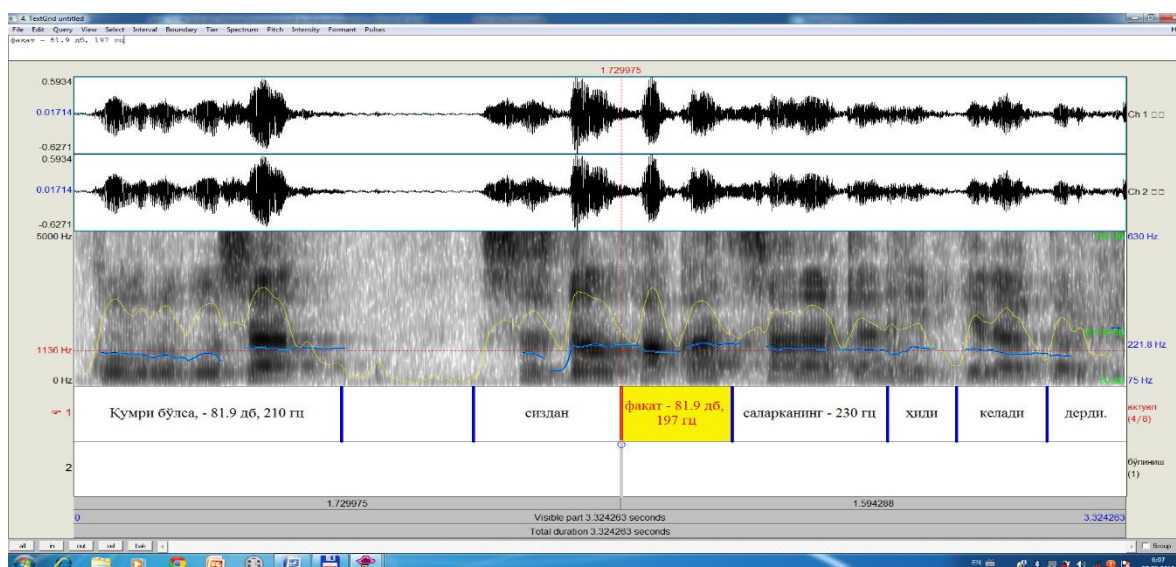 4. TextGrid untitled
File Edit Query View Select Interval Boundary Tier Spectrum Pitch Intensity Formant Pulses H
факат - 81.9 дб, 197 гц
1.729975
0.5934
0.01714
-0.6271
Ch 1
0.5934
0.01714
-0.6271
Ch 2
5000 Hz
630 Hz
1136 Hz
221.8 Hz
0 Hz
75 Hz
1
Қумри бўлса, - 81.9 дб, 210 гц
сиздан
факат - 81.9 дб,
197 гц
саларканинг - 230 гц
ҳиди
келади
дерди.
актуал
(4/8)
2
бўлиниш
(1)
1.729975
1.594288
0
Visible part 3.324263 seconds
3.324263
Total duration 3.324263 seconds
all in out sel bak
Group
EN
6:07